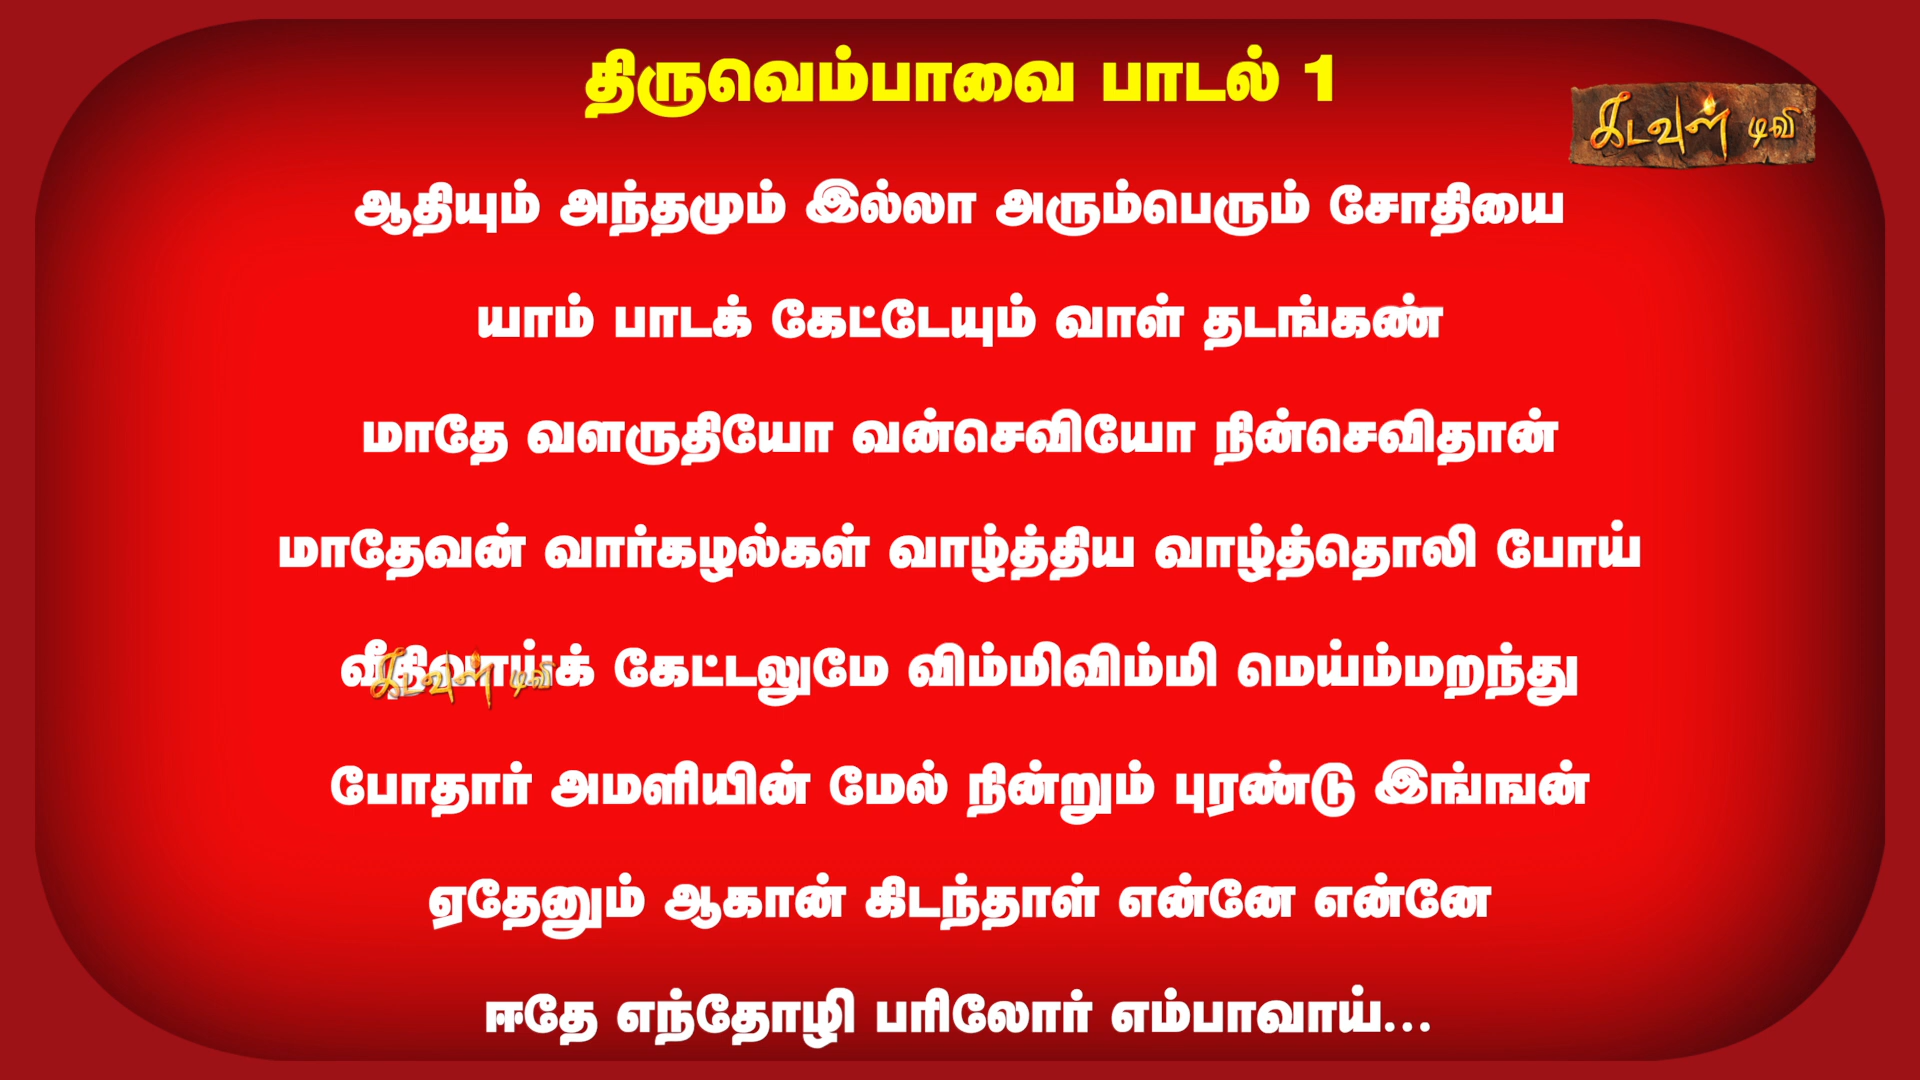 திருவெம்பாவை பாடல் 1
கடவுள் டிவி
ஆதியும் அந்தமும் இல்லா அரும்பெரும் சோதியை
யாம் பாடக் கேட்டேயும் வாள் தடங்கண்
மாதே வளருதியோ வன்செவியோ நின்செவிதான்
மாதேவன் வார்கழல்கள் வாழ்த்திய வாழ்த்தொலி போய்
வீதிவாய்க் கேட்டலுமே விம்மிவிம்மி மெய்ம்மறந்து
கடவுள் டிவி
போதார் அமளியின் மேல் நின்றும் புரண்டு இங்ஙன்
ஏதேனும் ஆகான் கிடந்தாள் என்னே என்னே
ஈதே எந்தோழி பரிலோர் எம்பாவாய்...